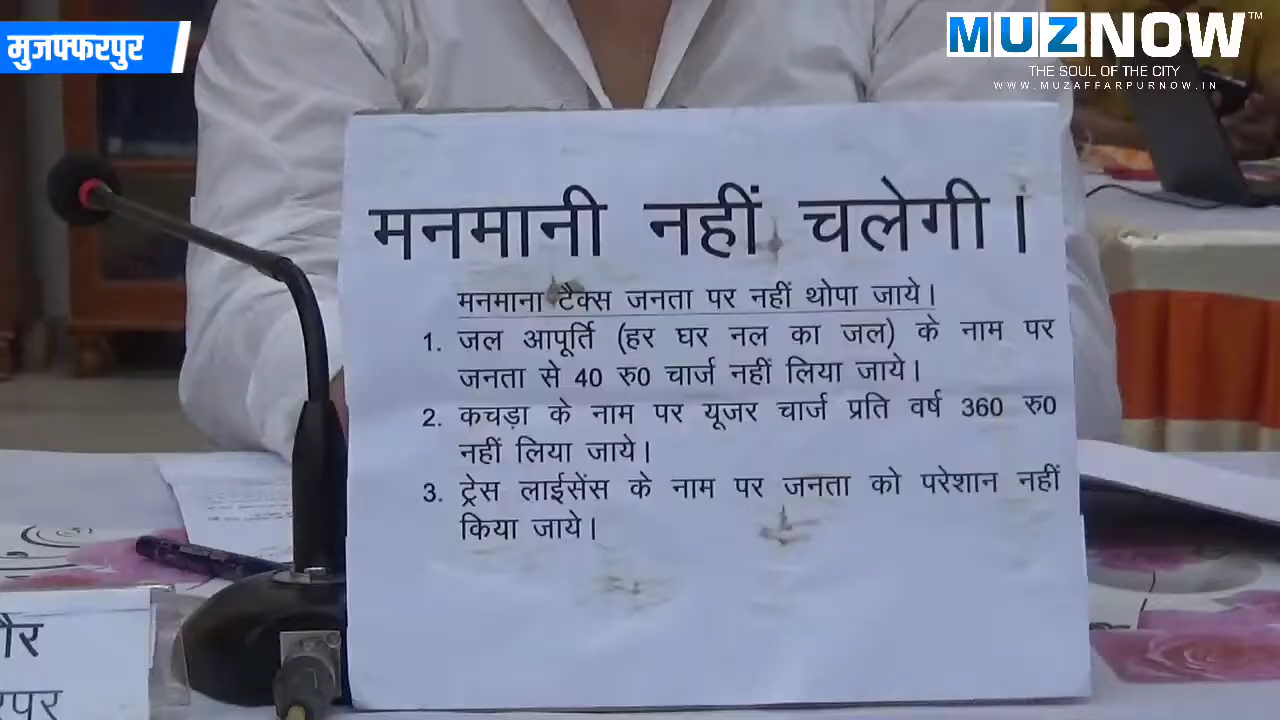 मुजफ्फरपुर
MUZNOW™
THE SOUL OF THE CITY
WWW.MUZAFFARPURNOW.IN
मनमानी नहीं चलेगी।
मनमाना टैक्स जनता पर नहीं थोपा जाये।
1. जल आपूर्ति (हर घर नल का जल) के नाम पर
जनता से 40 रु0 चार्ज नहीं लिया जाये।
2. कचड़ा के नाम पर यूजर चार्ज प्रति वर्ष 360 रु0
नहीं लिया जाये।
3. ट्रेस लाईसेंस के नाम पर जनता को परेशान नहीं
किया जाये।